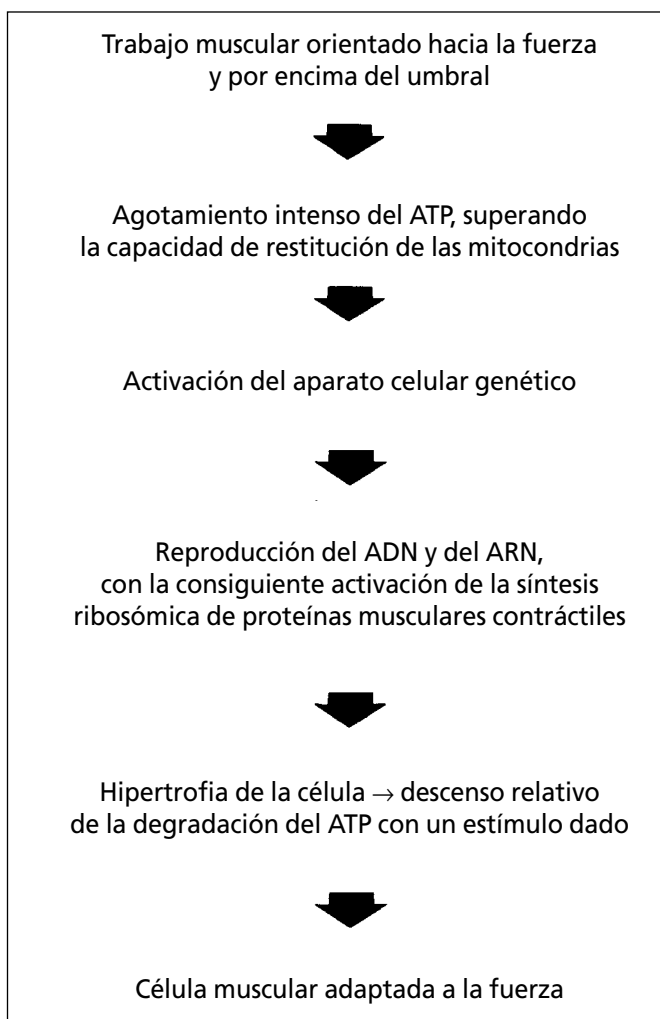 Trabajo muscular orientado hacia la fuerza
y por encima del umbral
Agotamiento intenso del ATP, superando
la capacidad de restitución de las mitocondrias
Activación del aparato celular genético
Reproducción del ADN y del ARN,
con la consiguiente activación de la síntesis
ribosómica de proteínas musculares contráctiles
Hipertrofia de la célula → descenso relativo
de la degradación del ATP con un estímulo dado
Célula muscular adaptada a la fuerza